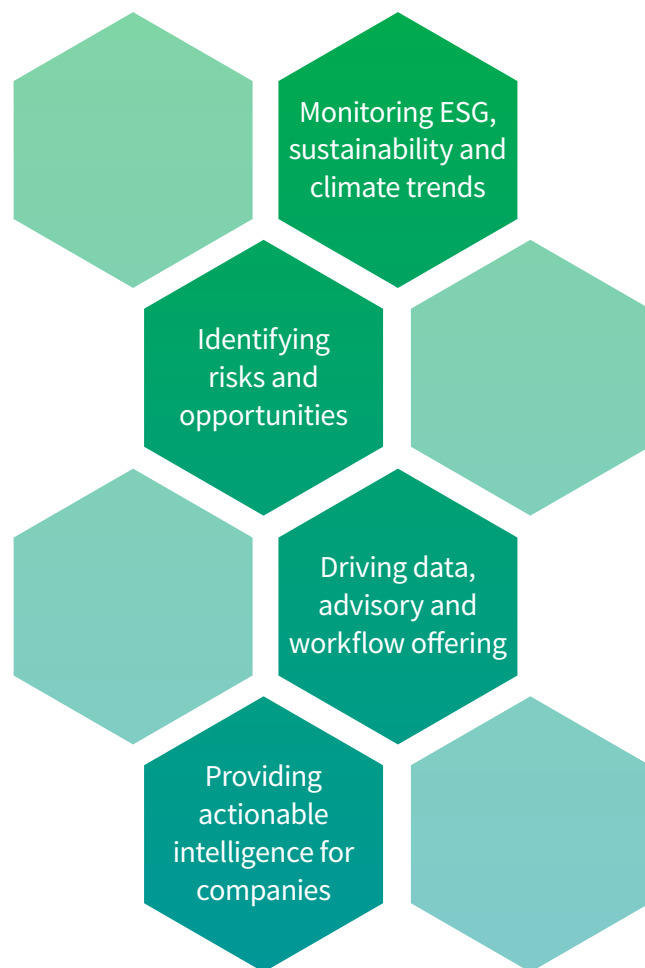 Monitoring ESG,
sustainability and
climate trends
Identifying
risks and
opportunities
Driving data,
advisory and
workflow offering
Providing
actionable
intelligence for
companies